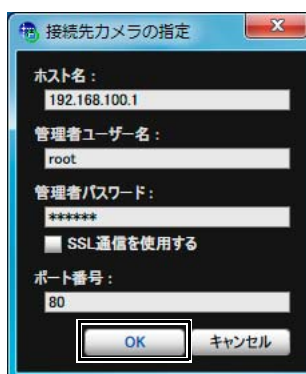 接続先カメラの指定
ホスト名：
192.168.100.1
管理者ユーザー名：
root
管理者パスワード：
******
SSL通信を使用する
ポート番号：
80
OK キャンセル